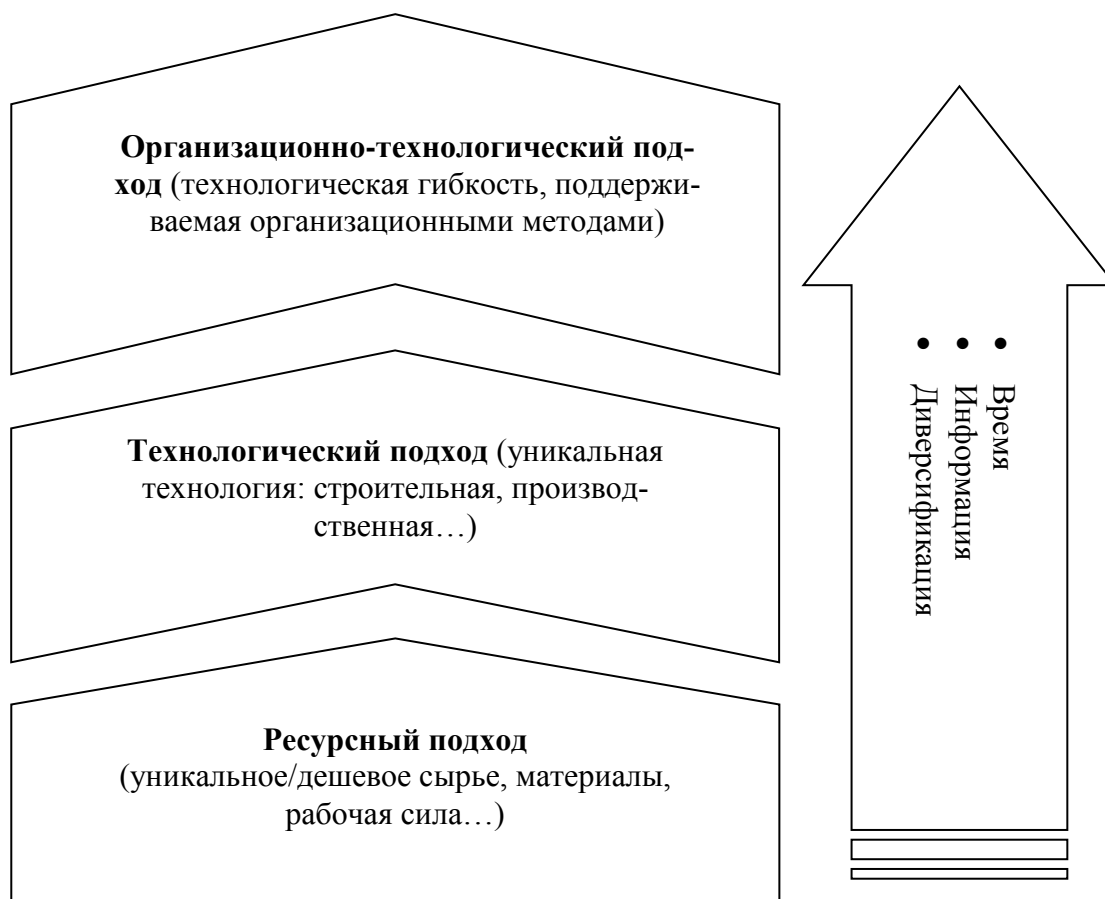 Организационно-технологический под-
ход (технологическая гибкость, поддержи-
ваемая организационными методами)
Технологический подход (уникальная
технология: строительная, производ-
ственная…)
Ресурсный подход
(уникальное/дешевое сырье, материалы,
рабочая сила…)
• Время
• Информация
• Диверсификация